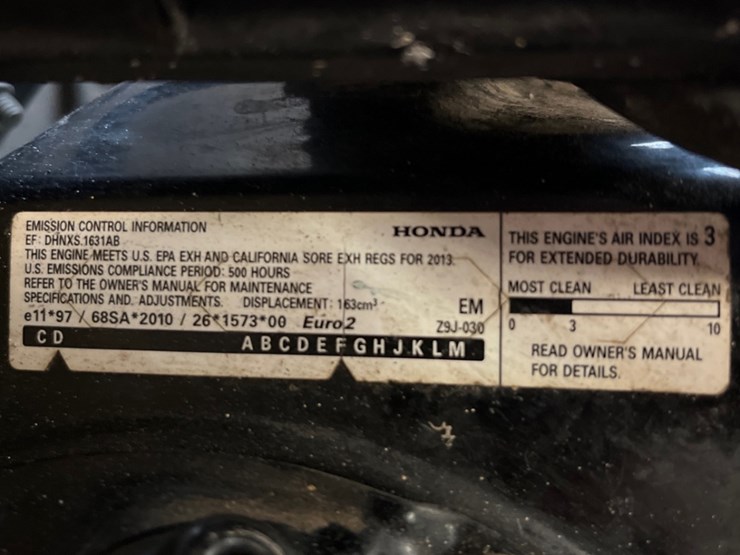 EMISSION CONTROL INFORMATION
EF: DHNXS.1631AB
THIS ENGINE MEETS U.S. EPA EXH AND CALIFORNIA SORE EXH REGS FOR 2013.
U.S. EMISSIONS COMPLIANCE PERIOD: 500 HOURS
REFER TO THE OWNER'S MANUAL FOR MAINTENANCE
SPECIFICATIONS AND ADJUSTMENTS. DISPLACEMENT: 163cm³
e11*97 / 68SA*2010 / 26*1573*00 Euro 2
C D
A B C D E F G H J K L M
HONDA
EM
Z9J-030
THIS ENGINE'S AIR INDEX IS 3
FOR EXTENDED DURABILITY
MOST CLEAN LEAST CLEAN
0 3 10
READ OWNER'S MANUAL
FOR DETAILS.